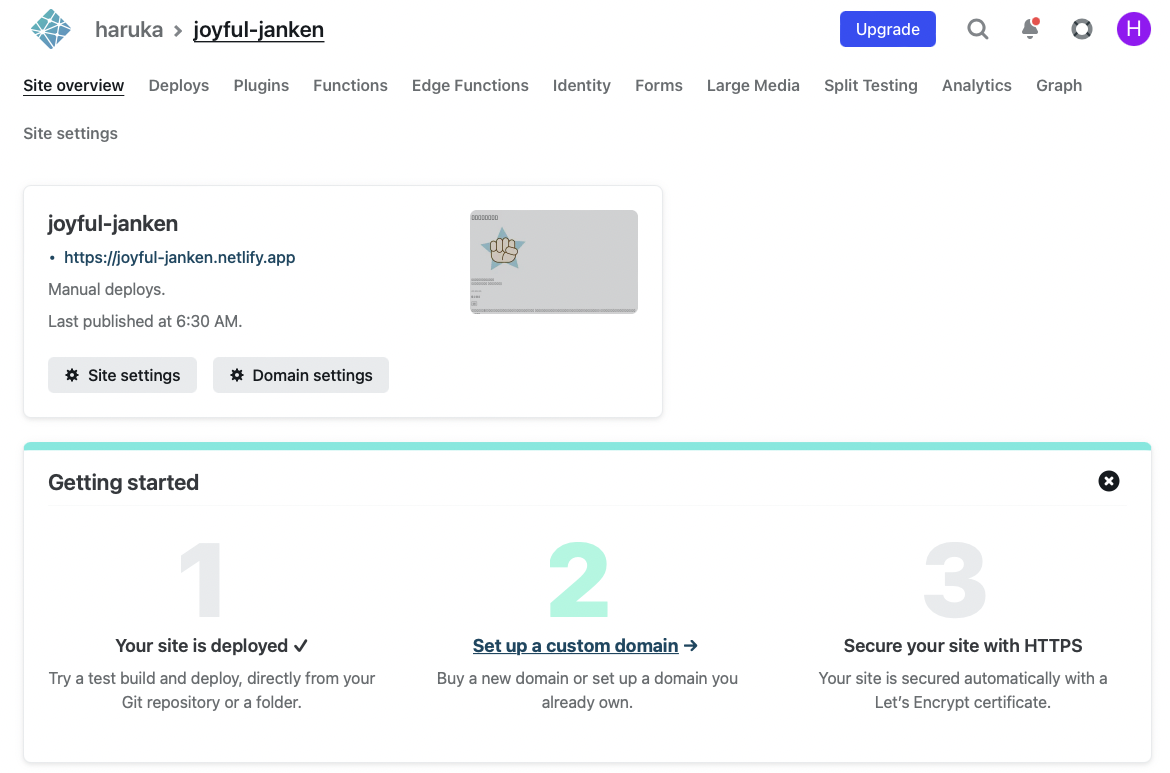 haruka > joyful-janken
Upgrade
H
Site overview Deploys Plugins Functions Edge Functions Identity Forms Large Media Split Testing Analytics Graph
Site settings
joyful-janken
• https://joyful-janken.netlify.app
Manual deploys.
Last published at 6:30 AM.
Site settings
Domain settings
Getting started
1
Your site is deployed ✓
Try a test build and deploy, directly from your
Git repository or a folder.
2
Set up a custom domain →
Buy a new domain or set up a domain you
already own.
3
Secure your site with HTTPS
Your site is secured automatically with a
Let’s Encrypt certificate.